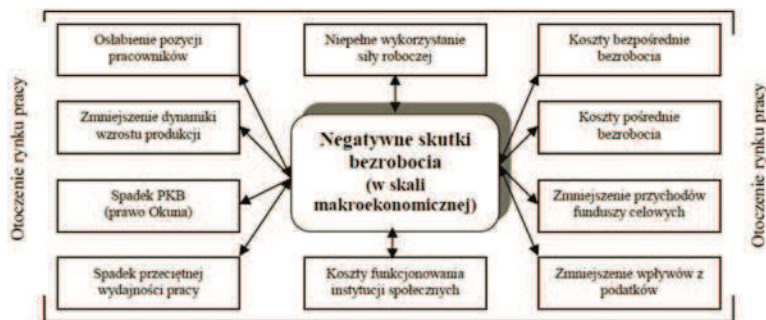 Otoczenie rynku pracy
Osłabienie pozycji
pracowników
Zmniejszenie dynamiki
wzrostu produkcji
Spadek PKB
(prawo Okuna)
Spadek przeciętnej
wydajności pracy
Niepełne wykorzystanie
siły roboczej
Negatywne skutki
bezrobocia
(w skali
makroekonomicznej)
Koszty funkcjonowania
instytucji społecznych
Koszty bezpośrednie
bezrobocia
Koszty pośrednie
bezrobocia
Zmniejszenie przychodów
funduszy celowych
Zmniejszenie wpływów z
podatków
Otoczenie rynku pracy